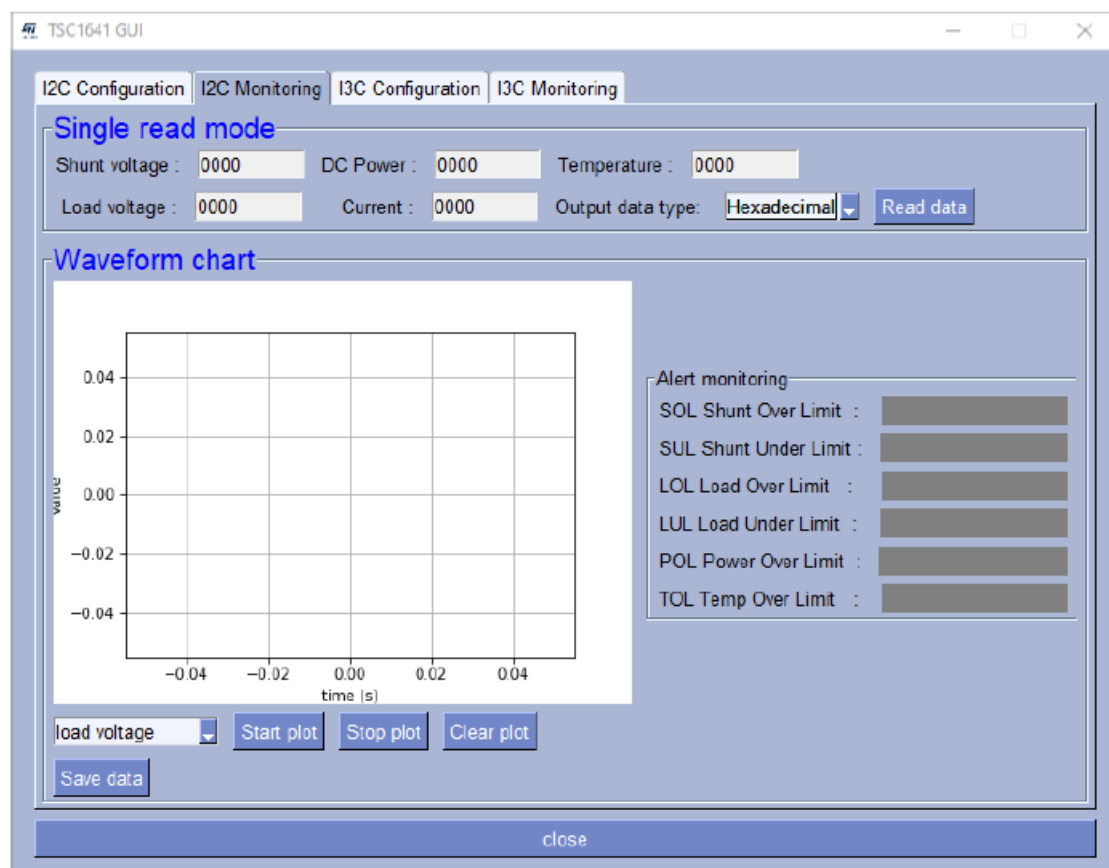 TSC1641 GUI
I2C Configuration I2C Monitoring I3C Configuration I3C Monitoring
Single read mode
Shunt voltage : 0000 DC Power : 0000 Temperature : 0000
Load voltage : 0000 Current : 0000 Output data type: Hexadecimal Read data
Waveform chart
0.04
0.02
0.00
−0.02
−0.04
value
−0.04 −0.02 0.00 0.02 0.04
time (s)
Alert monitoring
SOL Shunt Over Limit :
SUL Shunt Under Limit :
LOL Load Over Limit :
LUL Load Under Limit :
POL Power Over Limit :
TOL Temp Over Limit :
load voltage Start plot Stop plot Clear plot
Save data
close